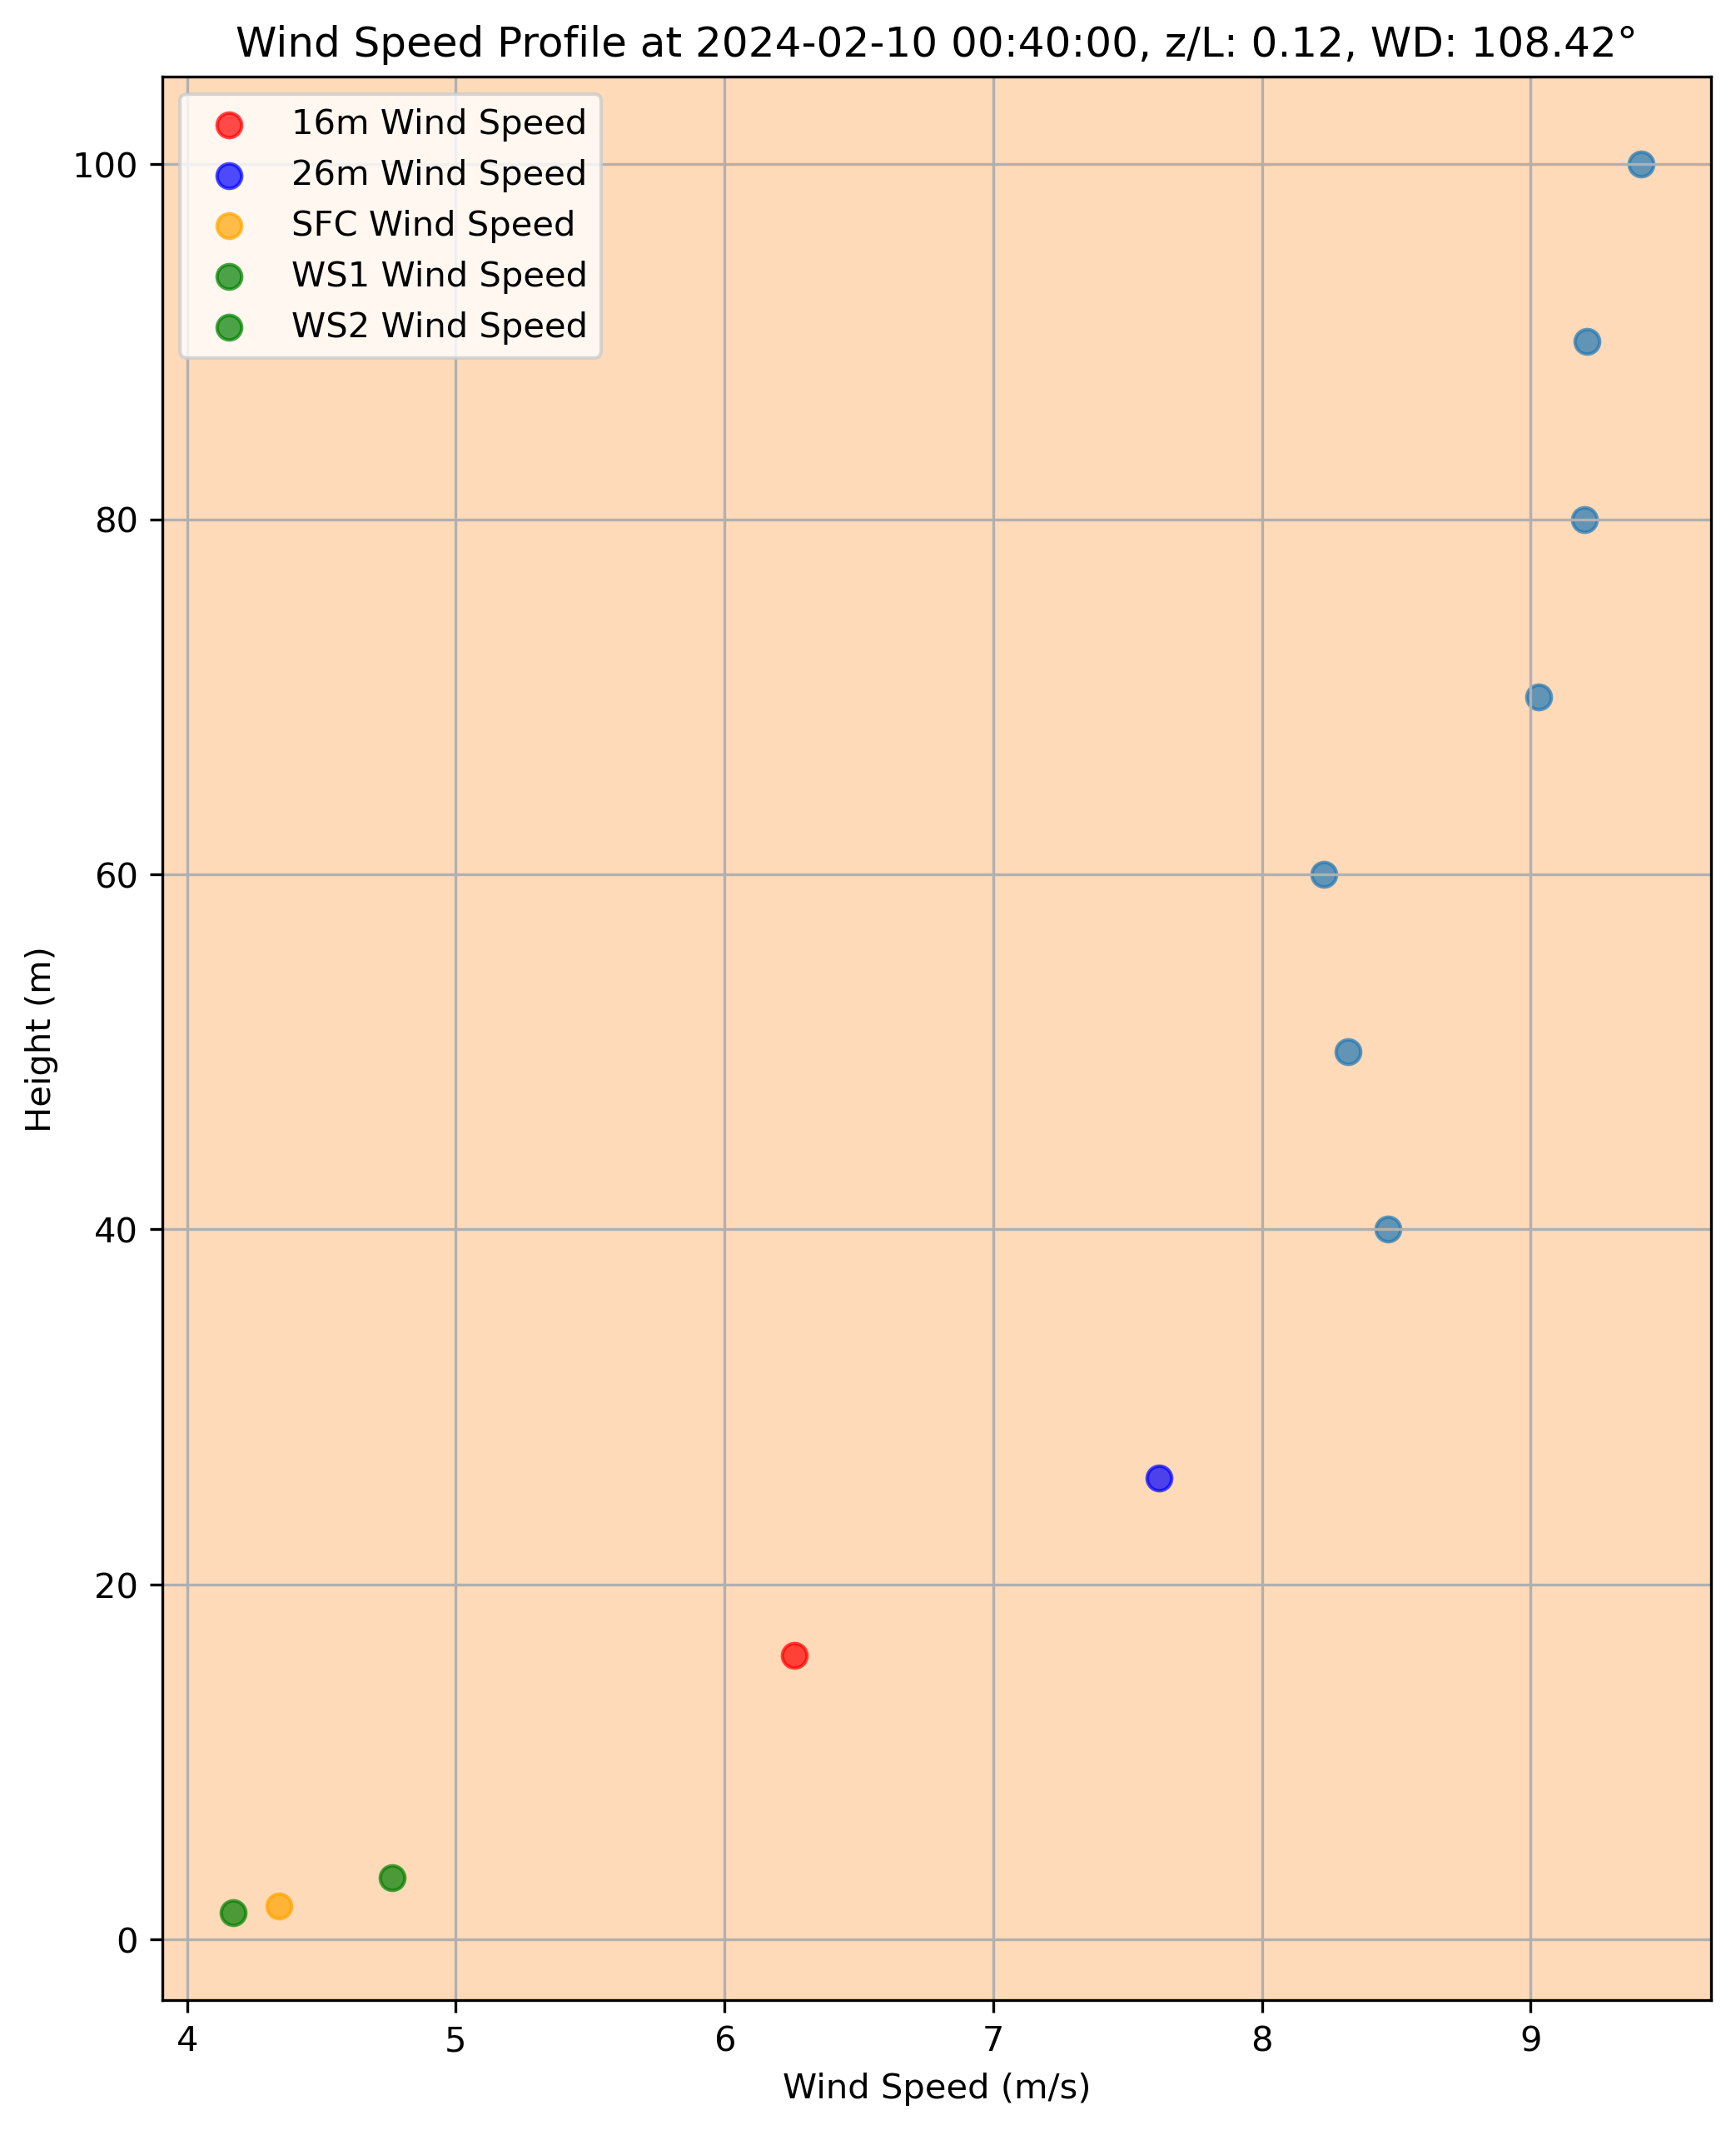 Wind Speed Profile at 2024-02-10 00:40:00, z/L: 0.12, WD: 108.42°
16m Wind Speed
26m Wind Speed
SFC Wind Speed
WS1 Wind Speed
WS2 Wind Speed
100
80
60
40
20
0
Height (m)
4 5 6 7 8 9
Wind Speed (m/s)